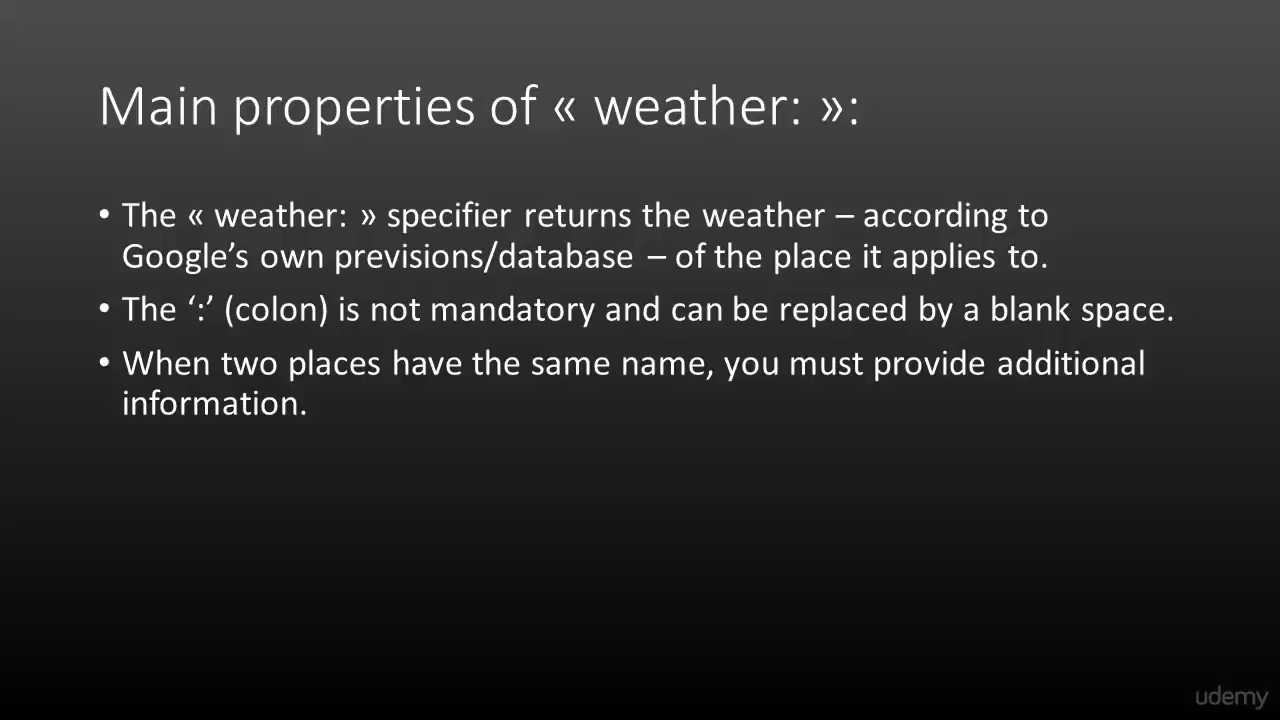 Main properties of « weather: »:
• The « weather: » specifier returns the weather – according to
Google’s own previsions/database – of the place it applies to.
• The ‘:’ (colon) is not mandatory and can be replaced by a blank space.
• When two places have the same name, you must provide additional
information.
udemy